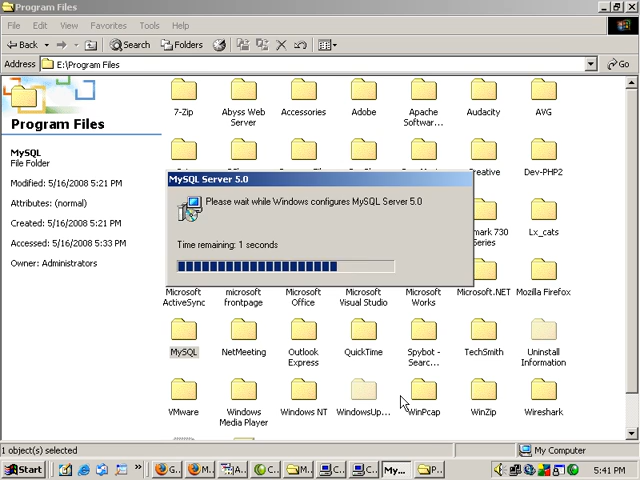 Program Files
File Edit View Favorites Tools Help
Back Search Folders
Address E:\Program Files Go
Program Files
MySQL
File Folder
Modified: 5/16/2008 5:21 PM
Attributes: (normal)
Created: 5/16/2008 5:21 PM
Accessed: 5/16/2008 5:33 PM
Owner: Administrators
7-Zip Abyss Web Server Accessories Adobe Apache Softwar... Audacity AVG
Creative Dev-PHP2
MySQL Server 5.0
Please wait while Windows configures MySQL Server 5.0
Time remaining: 1 seconds
mark 730 Series Lx_cats
Microsoft ActiveSync microsoft frontpage Microsoft Office Microsoft Visual Studio Microsoft Works Microsoft.NET Mozilla Firefox
MySQL NetMeeting Outlook Express QuickTime Spybot - Searc... TechSmith Uninstall Information
VMware Windows Media Player Windows NT WindowsUp... WinPcap WinZip Wireshark
1 object(s) selected My Computer
Start G... M... A... C... M... C... C... My... P... 5:41 PM